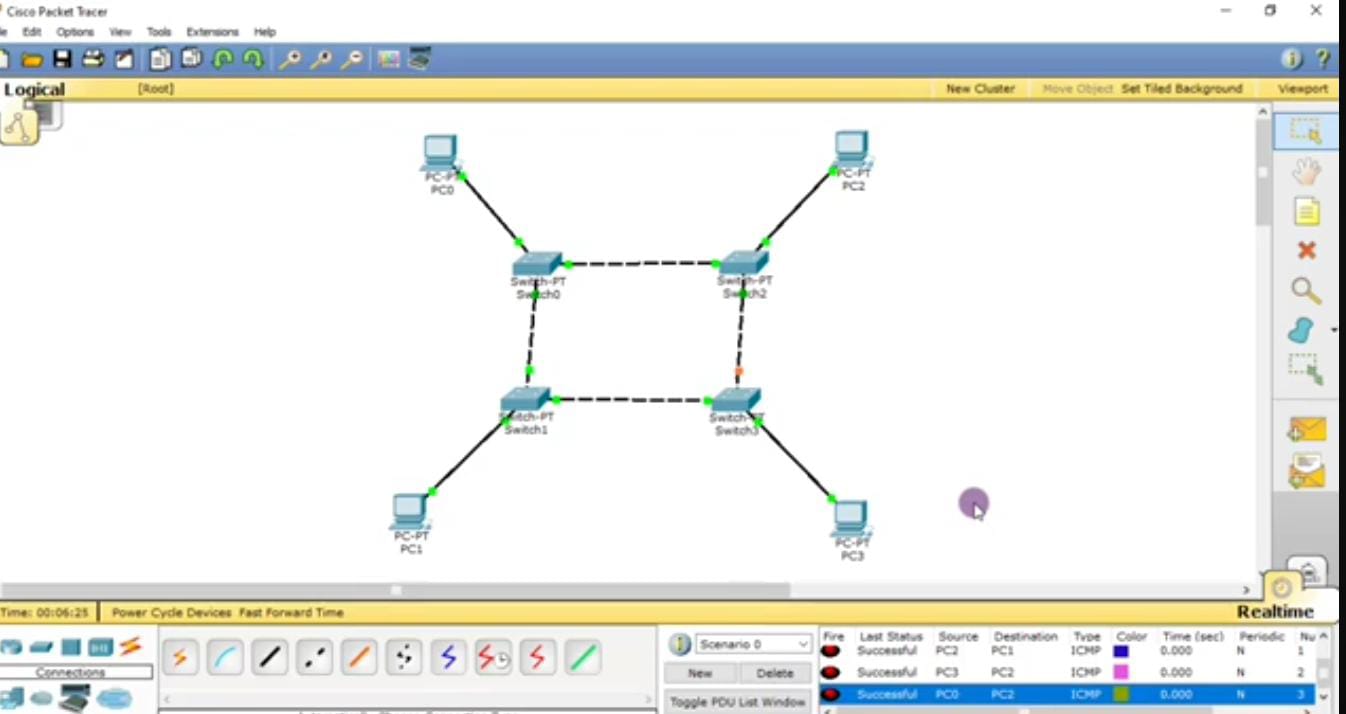 Cisco Packet Tracer
le Edit Options View Tools Extensions Help
Logical [Root] New Cluster Move Object Set Tiled Background Viewport
PC-PT
PC0
PC-PT
PC2
Switch-PT
Switch0
Switch-PT
Switch2
Switch-PT
Switch1
Switch-PT
Switch3
PC-PT
PC1
PC-PT
PC3
Time: 00:06:25 Power Cycle Devices Fast Forward Time
Realtime
Connections
Scenario 0
New Delete
Toggle PDU List Window
Fire Last Status Source Destination Type Color Time (sec) Periodic Nu
Successful PC2 PC1 ICMP 0.000 N 1
Successful PC3 PC2 ICMP 0.000 N 2
Successful PC0 PC2 ICMP 0.000 N 3